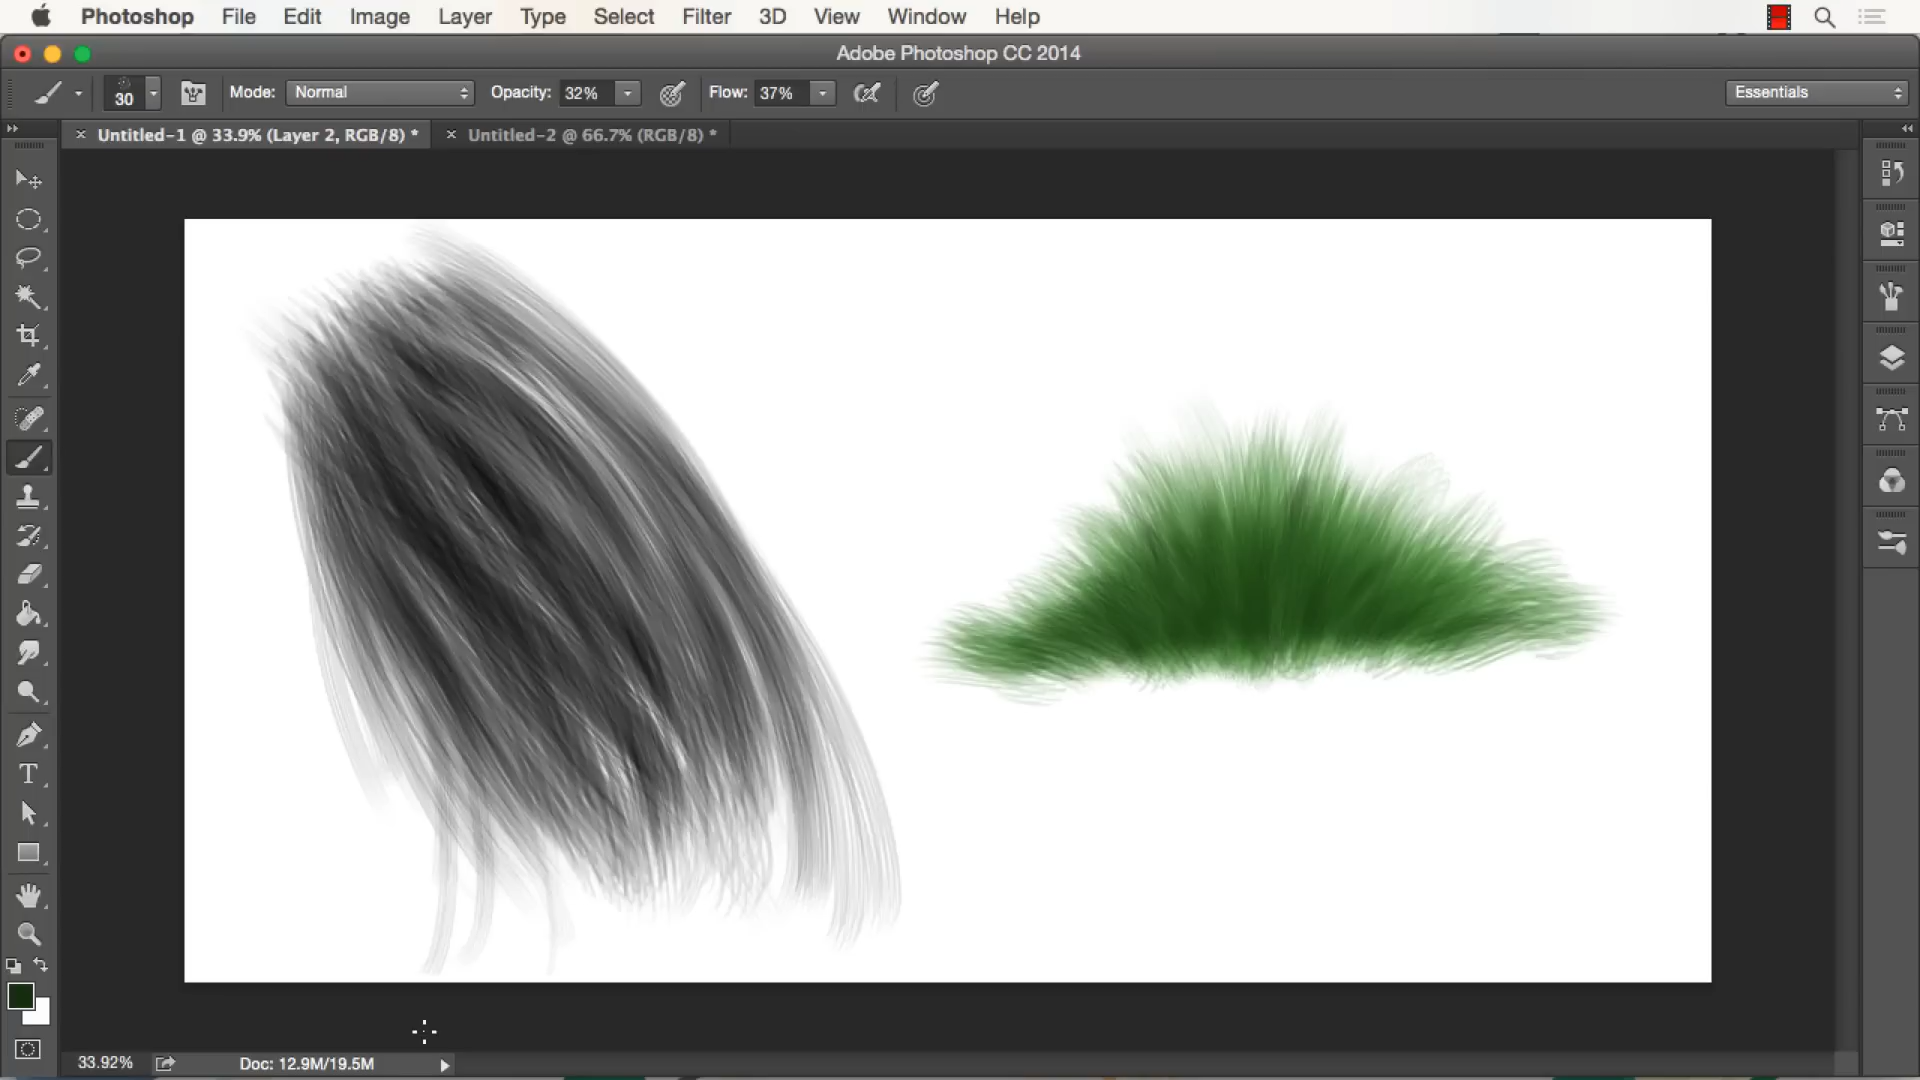 Photoshop File Edit Image Layer Type Select Filter 3D View Window Help
Adobe Photoshop CC 2014
30 Mode: Normal Opacity: 32% Flow: 37% Essentials
Untitled-1 @ 33.9% (Layer 2, RGB/8) * Untitled-2 @ 66.7% (RGB/8) *
33.92% Doc: 12.9M/19.5M